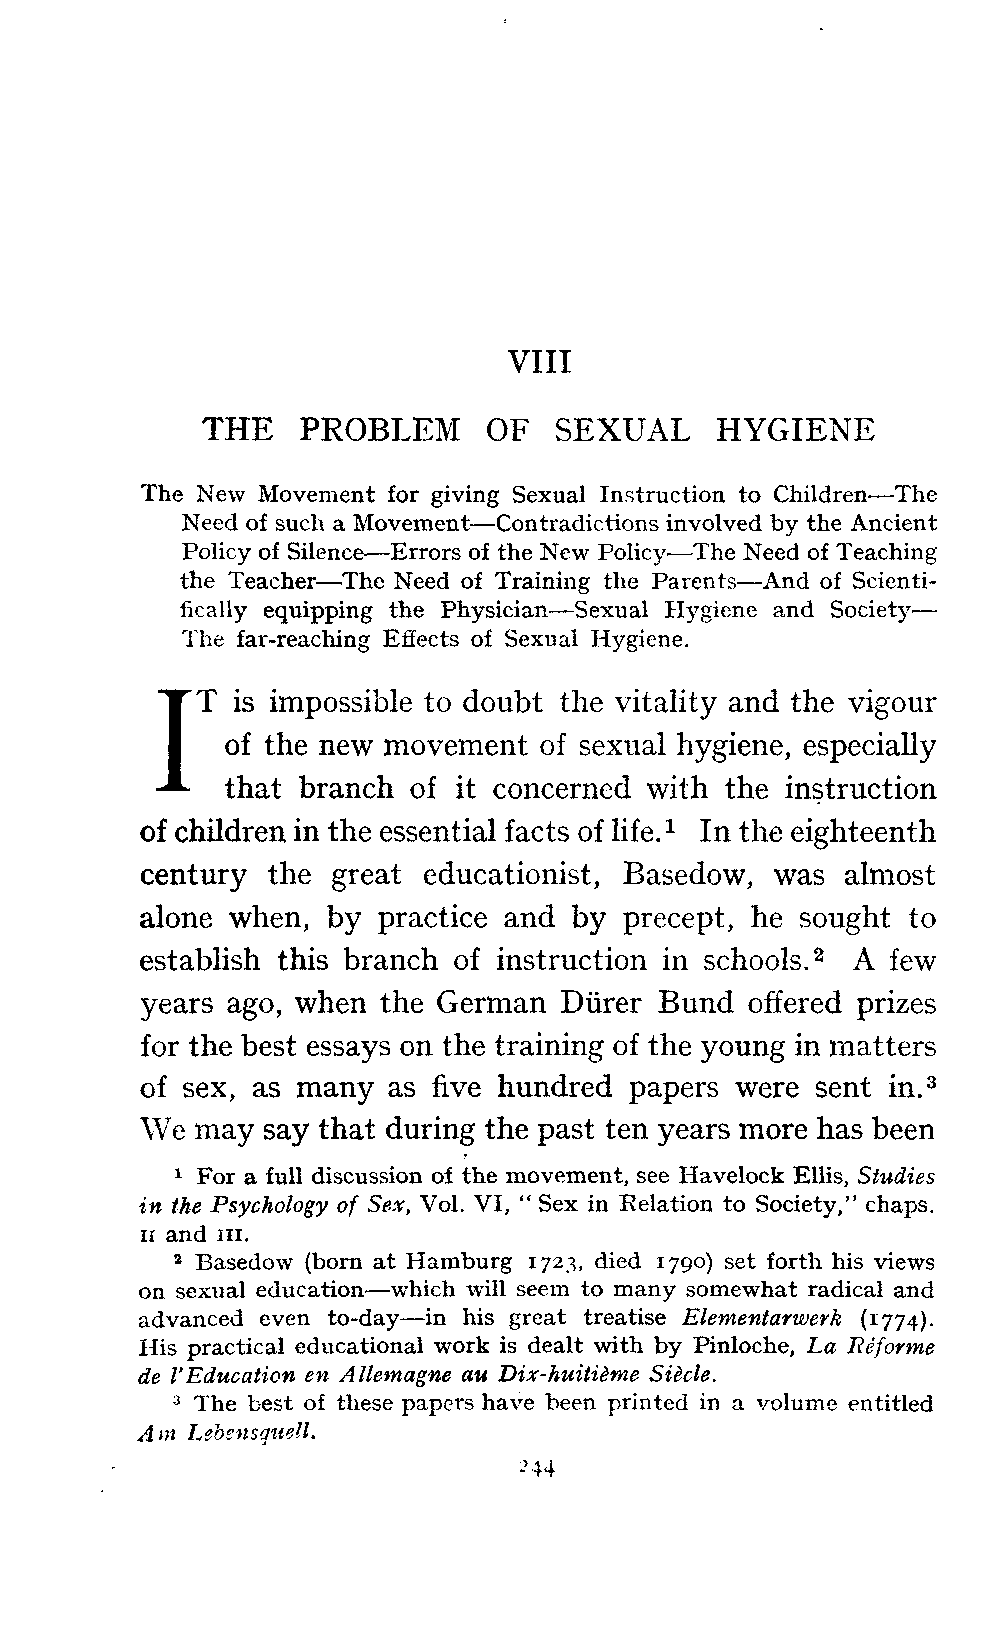 VIII
THE PROBLEM OF SEXUAL HYGIENE
The New Movement for giving Sexual Instruction to Children—The
Need of such a Movement—Contradictions involved by the Ancient
Policy of Silence—Errors of the New Policy—The Need of Teaching
the Teacher—The Need of Training the Parents—And of Scienti-
fically equipping the Physician—Sexual Hygiene and Society—
The far-reaching Effects of Sexual Hygiene.
IT is impossible to doubt the vitality and the vigour
of the new movement of sexual hygiene, especially
that branch of it concerned with the instruction
of children in the essential facts of life.¹ In the eighteenth
century the great educationist, Basedow, was almost
alone when, by practice and by precept, he sought to
establish this branch of instruction in schools.² A few
years ago, when the German Dürer Bund offered prizes
for the best essays on the training of the young in matters
of sex, as many as five hundred papers were sent in.³
We may say that during the past ten years more has been
¹ For a full discussion of the movement, see Havelock Ellis, Studies
in the Psychology of Sex, Vol. VI, “Sex in Relation to Society,” chaps.
II and III.
² Basedow (born at Hamburg 1723, died 1790) set forth his views
on sexual education—which will seem to many somewhat radical and
advanced even to-day—in his great treatise Elementarwerk (1774).
His practical educational work is dealt with by Pinloche, La Réforme
de l'Education en Allemagne au Dix-huitième Siècle.
³ The best of these papers have been printed in a volume entitled
Am Lebensquell.
244